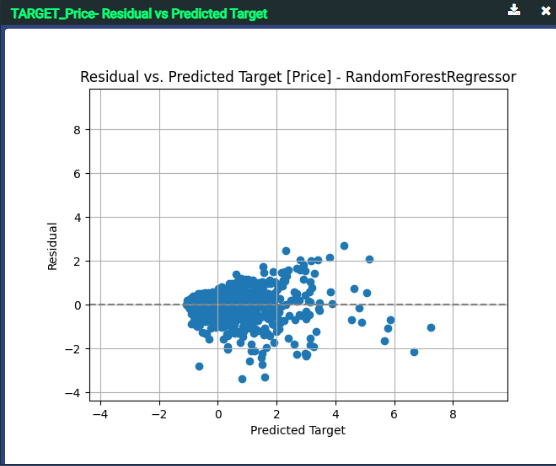 TARGET_Price- Residual vs Predicted Target
Residual vs. Predicted Target [Price] - RandomForestRegressor
8
6
4
2
0
−2
−4
Residual
−4 −2 0 2 4 6 8
Predicted Target